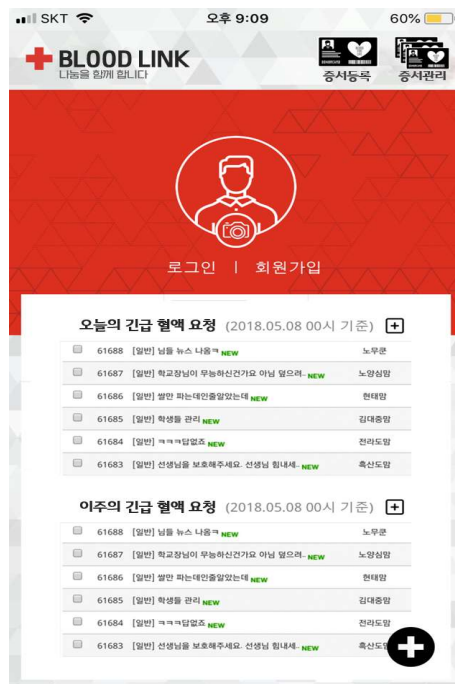 SKT 오후 9:09 60%
BLOOD LINK
나눔을 함께 합니다
증서등록 증서관리
로그인 | 회원가입
오늘의 긴급 혈액 요청 (2018.05.08 00시 기준)
61688 [일반] 님들 뉴스 나옴ㅋ NEW 노무쿤
61687 [일반] 학교장님이 무능하신건가요 아님 덮으려.. NEW 노양심맘
61686 [일반] 쌀만 파는데인줄알았는데 NEW 현태맘
61685 [일반] 학생들 관리 NEW 김대중맘
61684 [일반] ㅋㅋㅋ답없죠 NEW 전라도맘
61683 [일반] 선생님을 보호해주세요. 선생님 힘내세.. NEW 흑산도맘
이주의 긴급 혈액 요청 (2018.05.08 00시 기준)
61688 [일반] 님들 뉴스 나옴ㅋ NEW 노무쿤
61687 [일반] 학교장님이 무능하신건가요 아님 덮으려.. NEW 노양심맘
61686 [일반] 쌀만 파는데인줄알았는데 NEW 현태맘
61685 [일반] 학생들 관리 NEW 김대중맘
61684 [일반] ㅋㅋㅋ답없죠 NEW 전라도맘
61683 [일반] 선생님을 보호해주세요. 선생님 힘내세.. NEW 흑산도맘